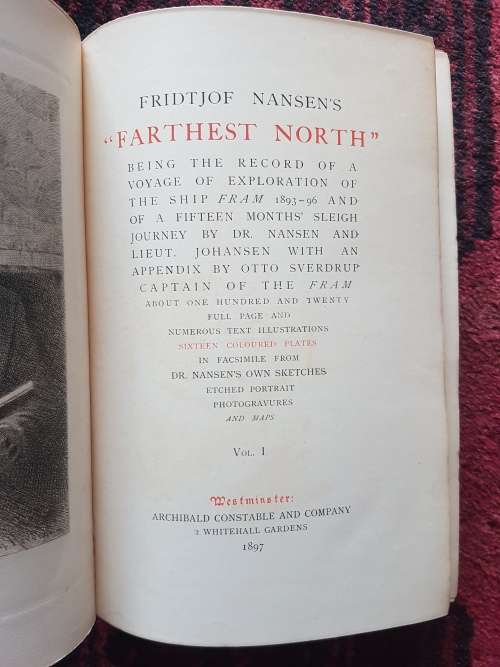 FRIDTJOF NANSEN'S
"FARTHEST NORTH"
BEING THE RECORD OF A
VOYAGE OF EXPLORATION OF
THE SHIP FRAM 1893–96 AND
OF A FIFTEEN MONTHS' SLEIGH
JOURNEY BY DR. NANSEN AND
LIEUT. JOHANSEN WITH AN
APPENDIX BY OTTO SVERDRUP
CAPTAIN OF THE FRAM
ABOUT ONE HUNDRED AND TWENTY
FULL PAGE AND
NUMEROUS TEXT ILLUSTRATIONS
SIXTEEN COLOURED PLATES
IN FACSIMILE FROM
DR. NANSEN'S OWN SKETCHES
ETCHED PORTRAIT
PHOTOGRAVURES
AND MAPS
VOL. I
Westminster:
ARCHIBALD CONSTABLE AND COMPANY
2 WHITEHALL GARDENS
1897